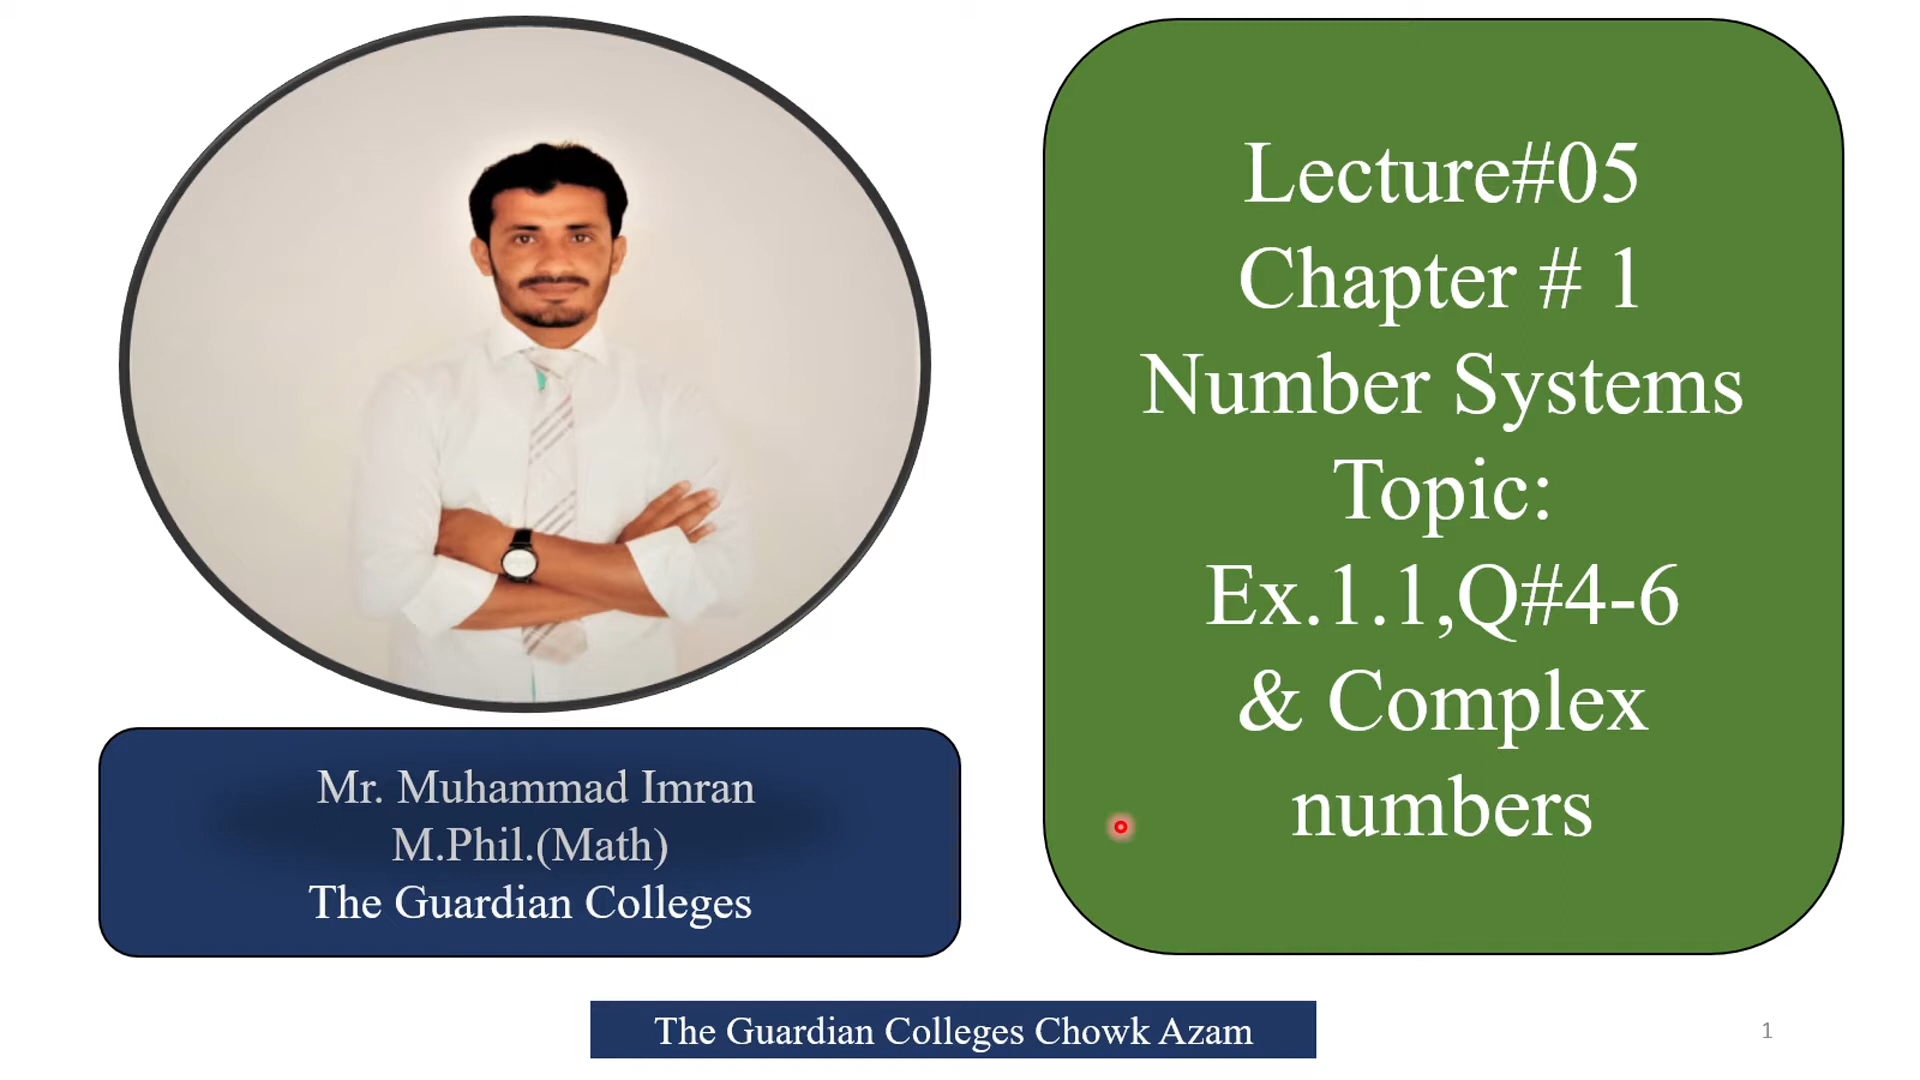 Lecture#05
Chapter # 1
Number Systems
Topic:
Ex.1.1,Q#4-6
& Complex
numbers
Mr. Muhammad Imran
M.Phil.(Math)
The Guardian Colleges
The Guardian Colleges Chowk Azam
1